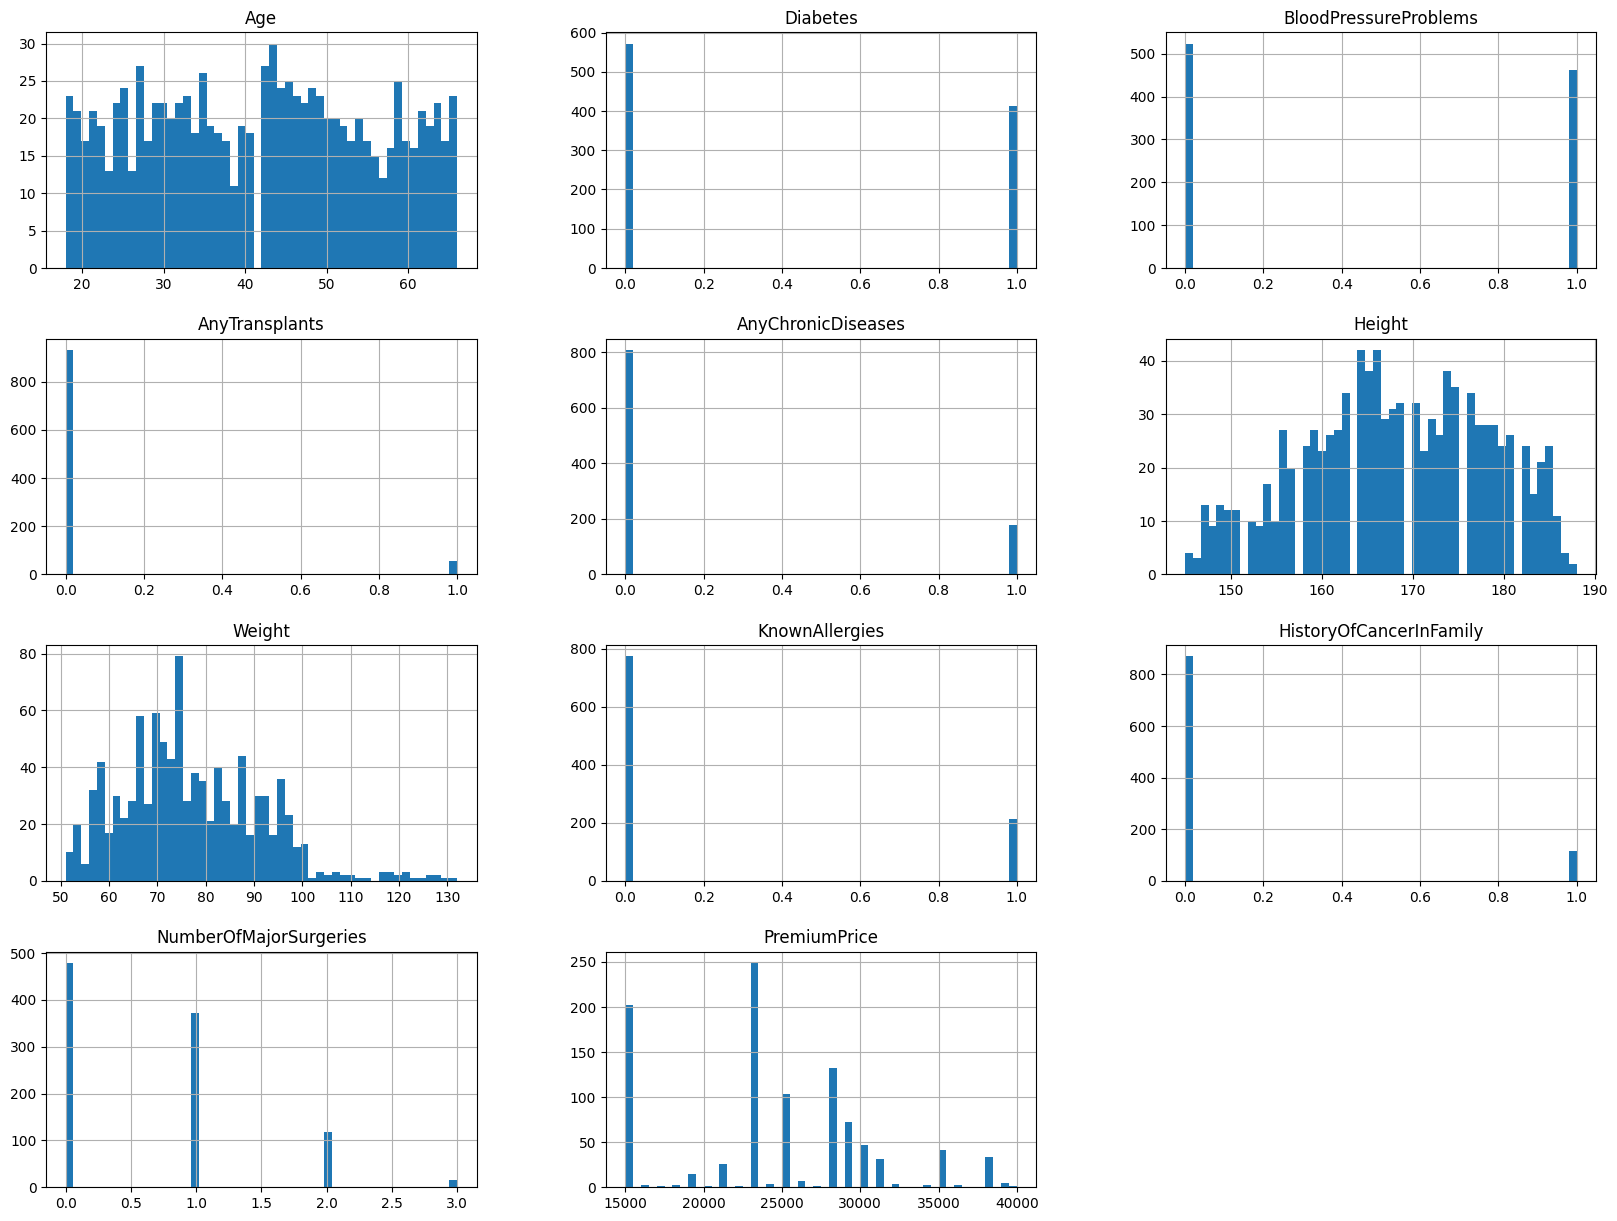 Age
30
25
20
15
10
5
0
20 30 40 50 60
Diabetes
600
500
400
300
200
100
0
0.0 0.2 0.4 0.6 0.8 1.0
BloodPressureProblems
500
400
300
200
100
0
0.0 0.2 0.4 0.6 0.8 1.0
AnyTransplants
800
600
400
200
0
0.0 0.2 0.4 0.6 0.8 1.0
AnyChronicDiseases
800
600
400
200
0
0.0 0.2 0.4 0.6 0.8 1.0
Height
40
30
20
10
0
150 160 170 180 190
Weight
80
60
40
20
0
50 60 70 80 90 100 110 120 130
KnownAllergies
800
600
400
200
0
0.0 0.2 0.4 0.6 0.8 1.0
HistoryOfCancerInFamily
800
600
400
200
0
0.0 0.2 0.4 0.6 0.8 1.0
NumberOfMajorSurgeries
500
400
300
200
100
0
0.0 0.5 1.0 1.5 2.0 2.5 3.0
PremiumPrice
250
200
150
100
50
0
15000 20000 25000 30000 35000 40000